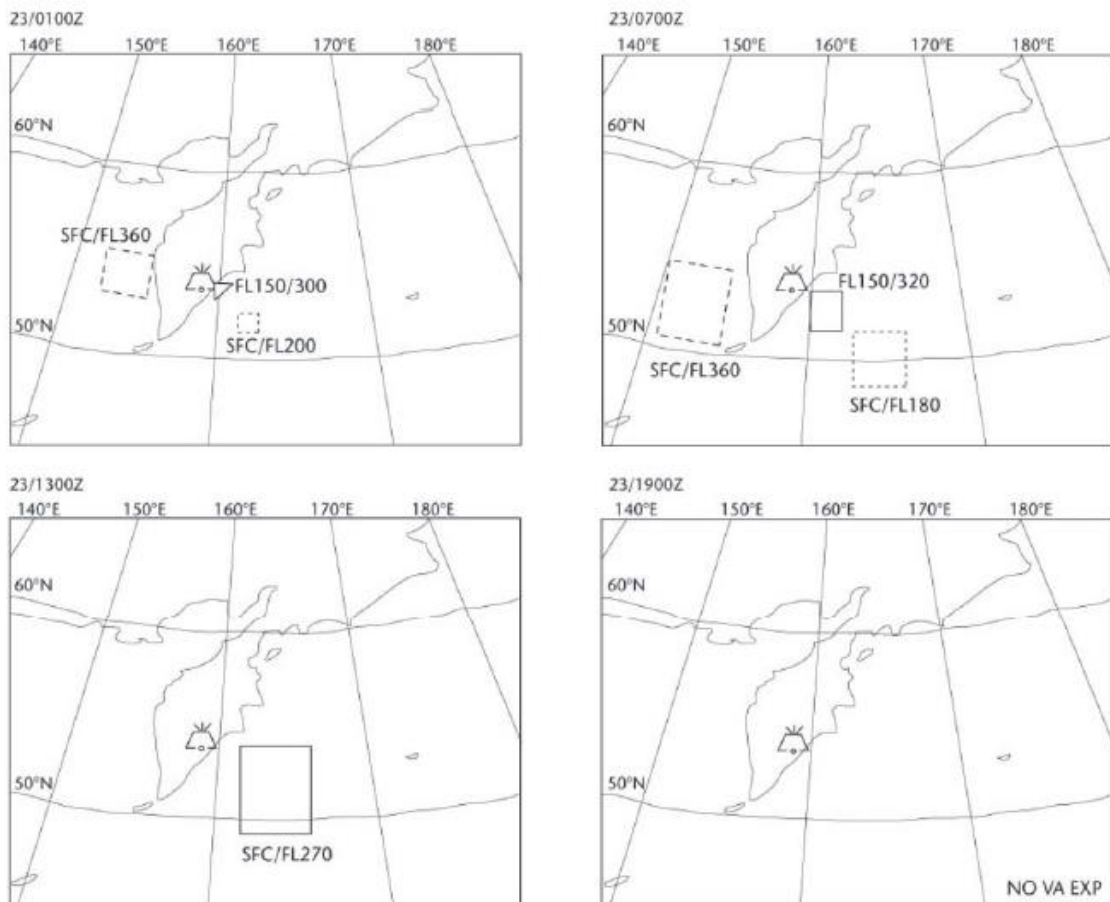 23/0100Z
140°E 150°E 160°E 170°E 180°E
60°N
SFC/FL360
FL150/300
50°N
SFC/FL200
23/0700Z
140°E 150°E 160°E 170°E 180°E
60°N
FL150/320
50°N
SFC/FL360
SFC/FL180
23/1300Z
140°E 150°E 160°E 170°E 180°E
60°N
50°N
SFC/FL270
23/1900Z
140°E 150°E 160°E 170°E 180°E
60°N
50°N
NO VA EXP